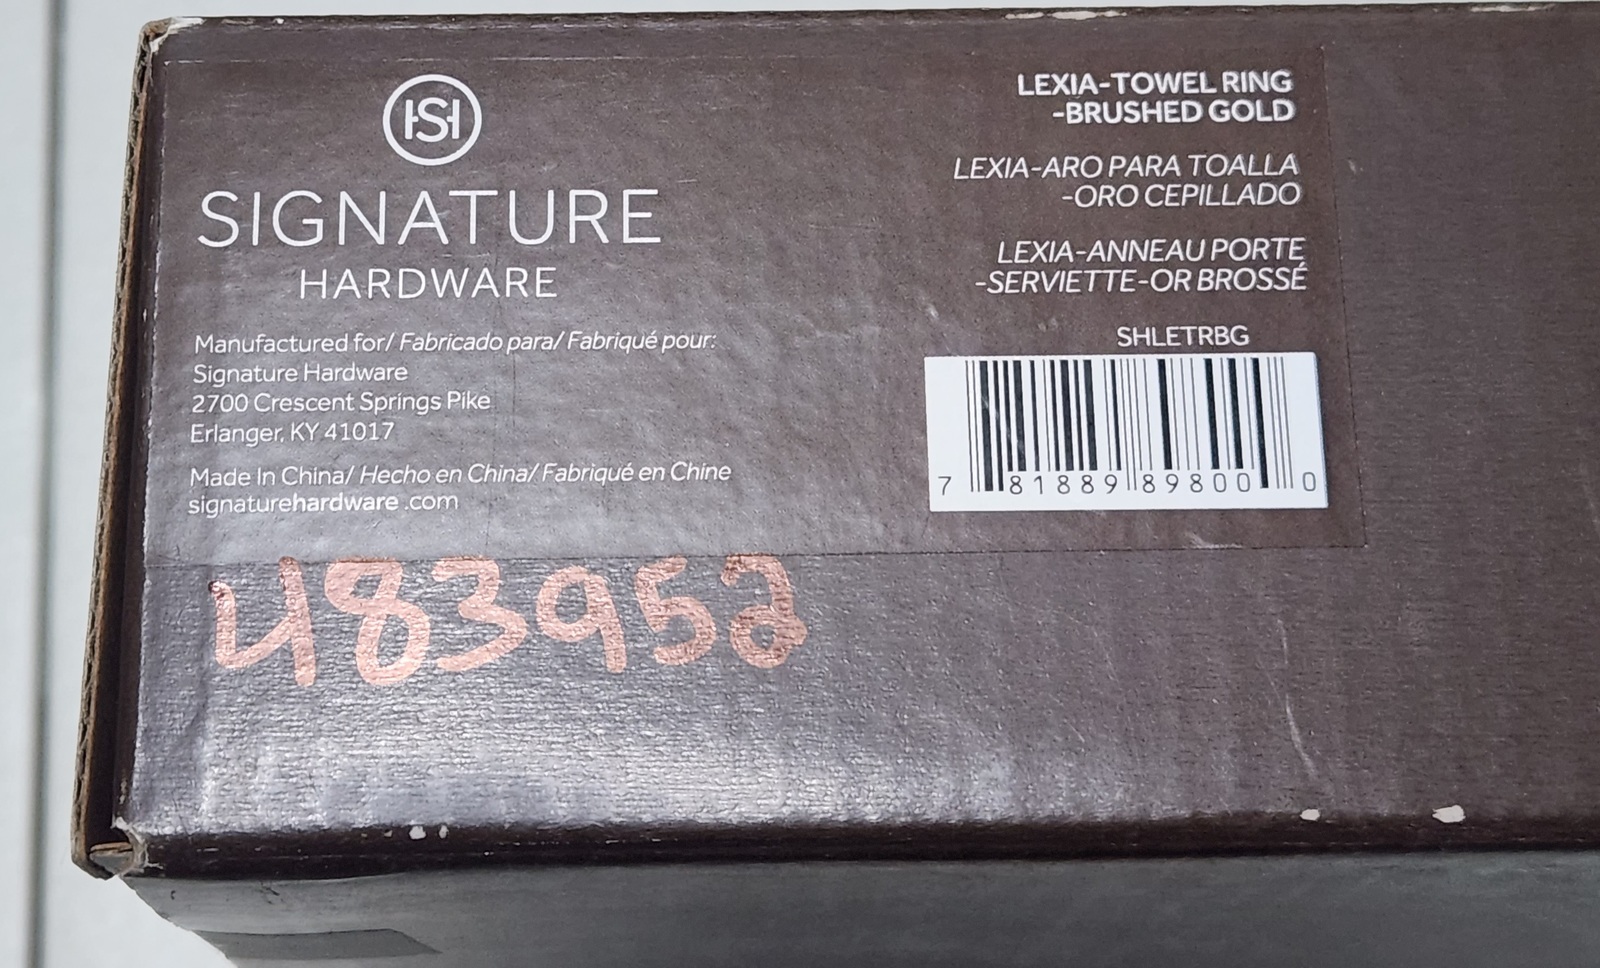 SH
SIGNATURE
HARDWARE
Manufactured for/ Fabricado para/ Fabriqué pour:
Signature Hardware
2700 Crescent Springs Pike
Erlanger, KY 41017
Made In China/ Hecho en China/ Fabriqué en Chine
signaturehardware .com
LEXIA-TOWEL RING
-BRUSHED GOLD
LEXIA-ARO PARA TOALLA
-ORO CEPILLADO
LEXIA-ANNEAU PORTE
-SERVIETTE-OR BROSSÉ
SHLETRBG
7 81889 89800 0
483952